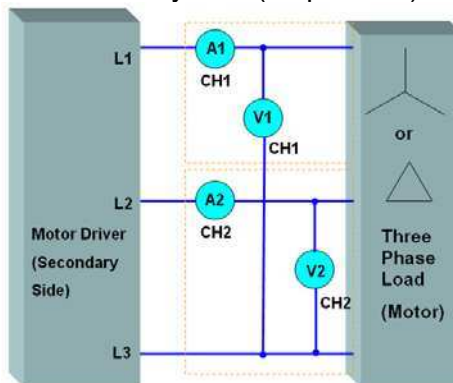 L1
A1
CH1
V1
CH1
or
L2
A2
CH2
Motor Driver
(Secondary
Side)
V2
CH2
Three
Phase
Load
(Motor)
L3